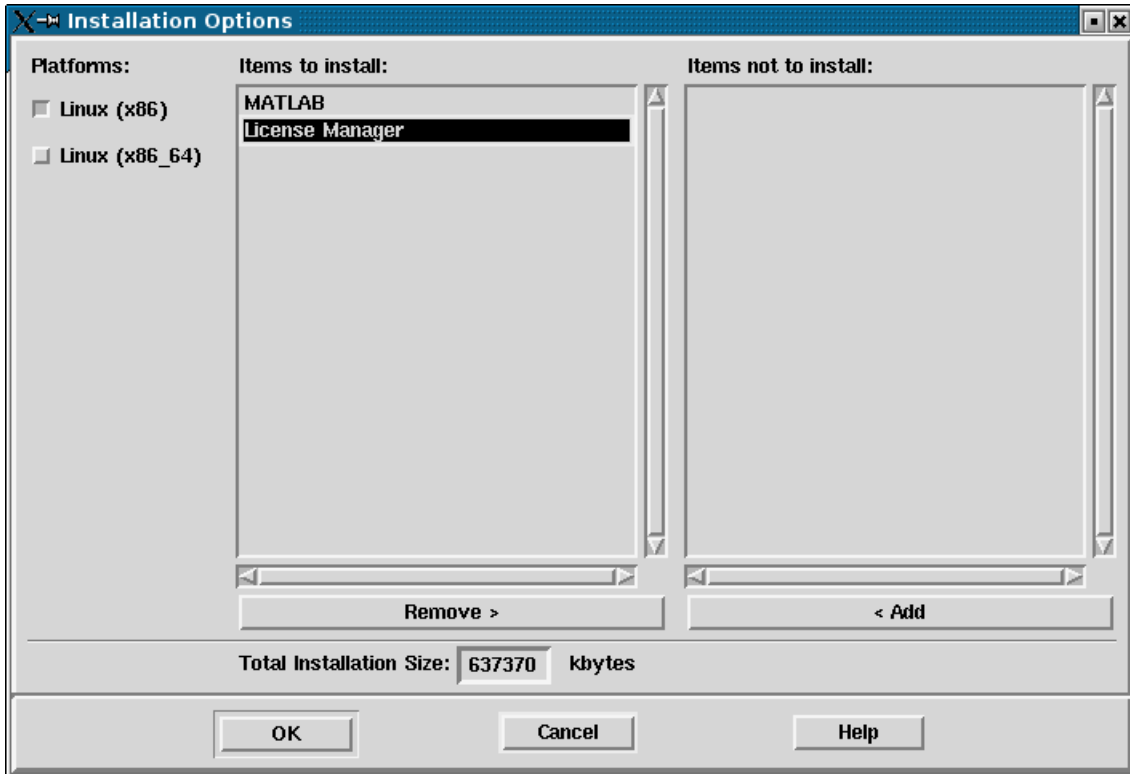 Installation Options
Platforms:
Items to install:
Items not to install:
Linux (x86)
Linux (x86_64)
MATLAB
License Manager
Remove >
< Add
Total Installation Size: 637370 kbytes
OK
Cancel
Help